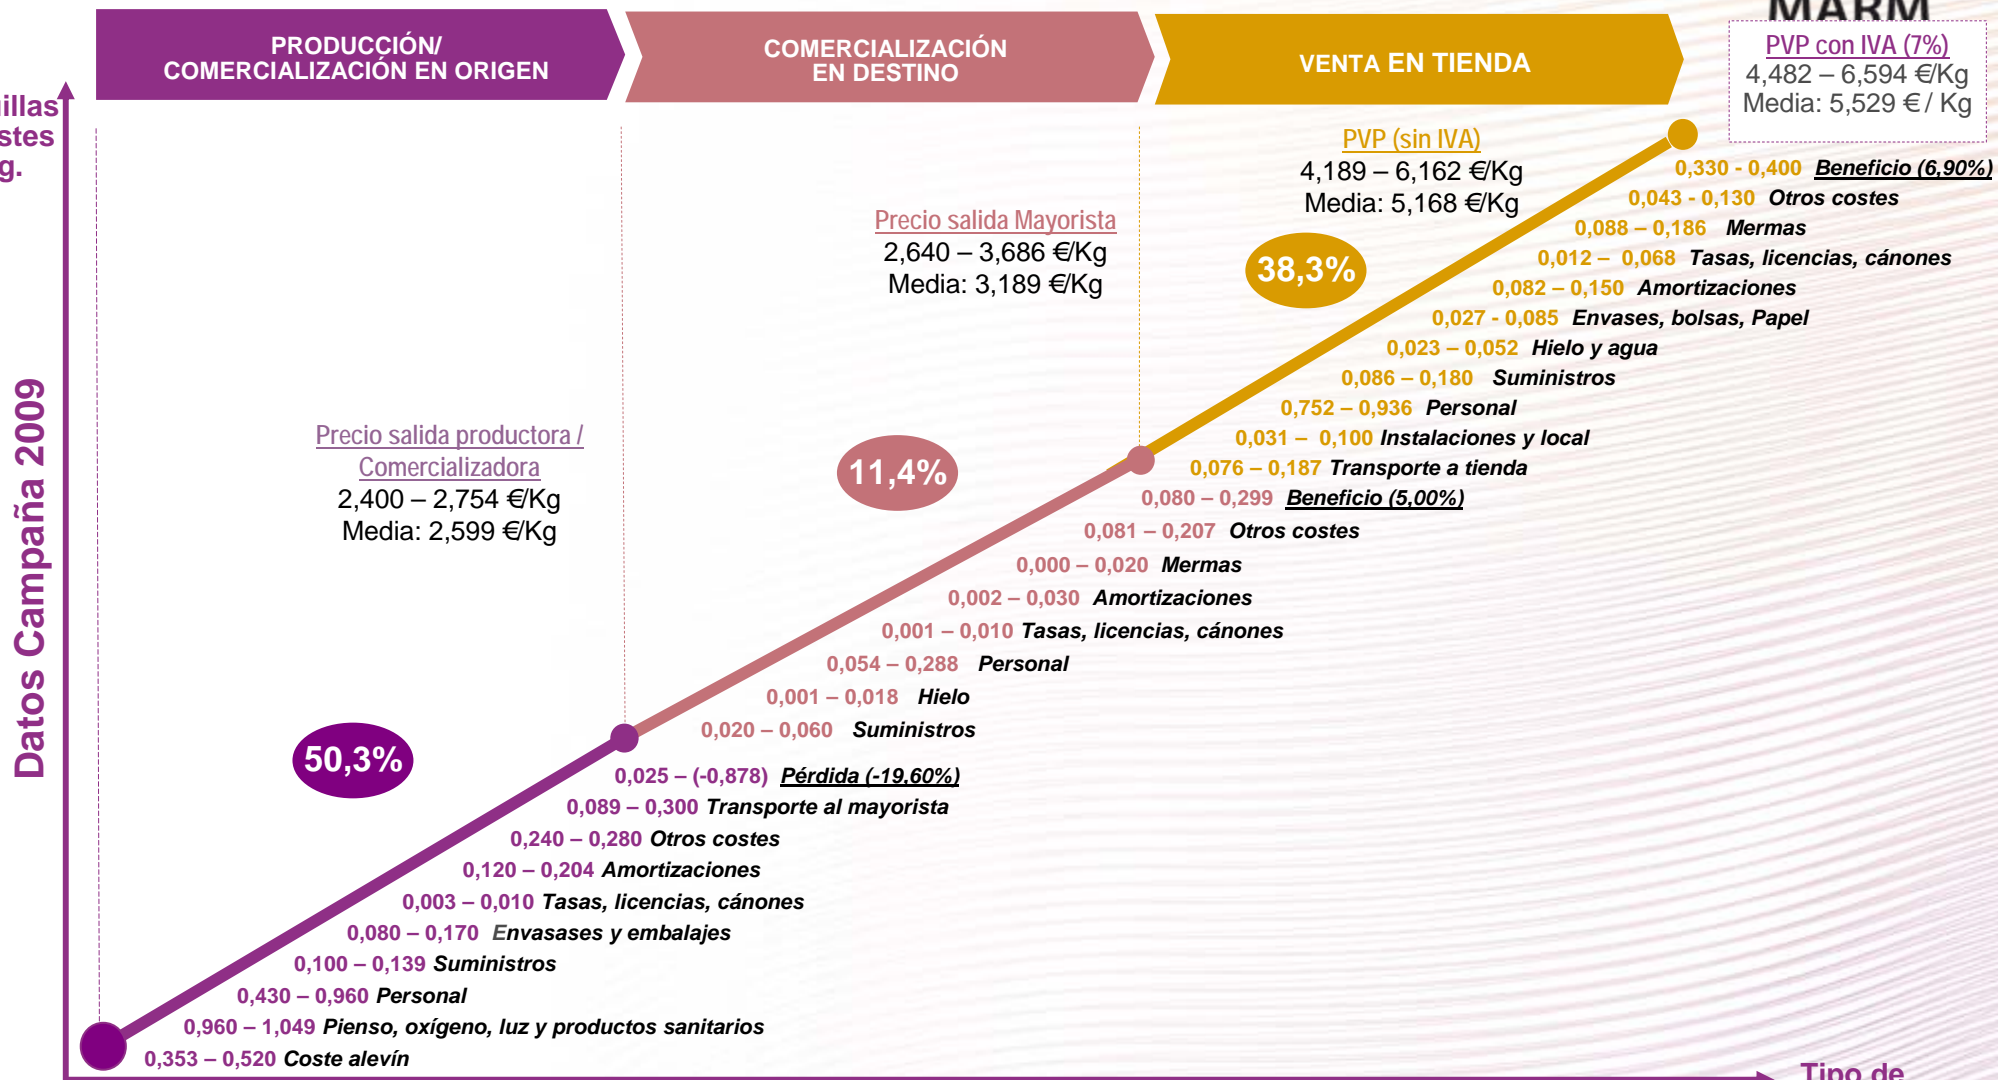 MARM
PRODUCCIÓN/
COMERCIALIZACIÓN EN ORIGEN
COMERCIALIZACIÓN
EN DESTINO
VENTA EN TIENDA
PVP con IVA (7%)
4,482 – 6,594 €/Kg
Media: 5,529 € / Kg
illas
stes
g.
Datos Campaña 2009
PVP (sin IVA)
4,189 – 6,162 €/Kg
Media: 5,168 €/Kg
38,3%
0,330 - 0,400 Beneficio (6,90%)
0,043 - 0,130 Otros costes
0,088 – 0,186 Mermas
0,012 – 0,068 Tasas, licencias, cánones
0,082 – 0,150 Amortizaciones
0,027 - 0,085 Envases, bolsas, Papel
0,023 – 0,052 Hielo y agua
0,086 – 0,180 Suministros
0,752 – 0,936 Personal
0,031 – 0,100 Instalaciones y local
0,076 – 0,187 Transporte a tienda
Precio salida Mayorista
2,640 – 3,686 €/Kg
Media: 3,189 €/Kg
11,4%
0,080 – 0,299 Beneficio (5,00%)
0,081 – 0,207 Otros costes
0,000 – 0,020 Mermas
0,002 – 0,030 Amortizaciones
0,001 – 0,010 Tasas, licencias, cánones
0,054 – 0,288 Personal
0,001 – 0,018 Hielo
0,020 – 0,060 Suministros
Precio salida productora /
Comercializadora
2,400 – 2,754 €/Kg
Media: 2,599 €/Kg
50,3%
0,025 – (-0,878) Pérdida (-19,60%)
0,089 – 0,300 Transporte al mayorista
0,240 – 0,280 Otros costes
0,120 – 0,204 Amortizaciones
0,003 – 0,010 Tasas, licencias, cánones
0,080 – 0,170 Envasases y embalajes
0,100 – 0,139 Suministros
0,430 – 0,960 Personal
0,960 – 1,049 Pienso, oxígeno, luz y productos sanitarios
0,353 – 0,520 Coste alevín
Tipo de